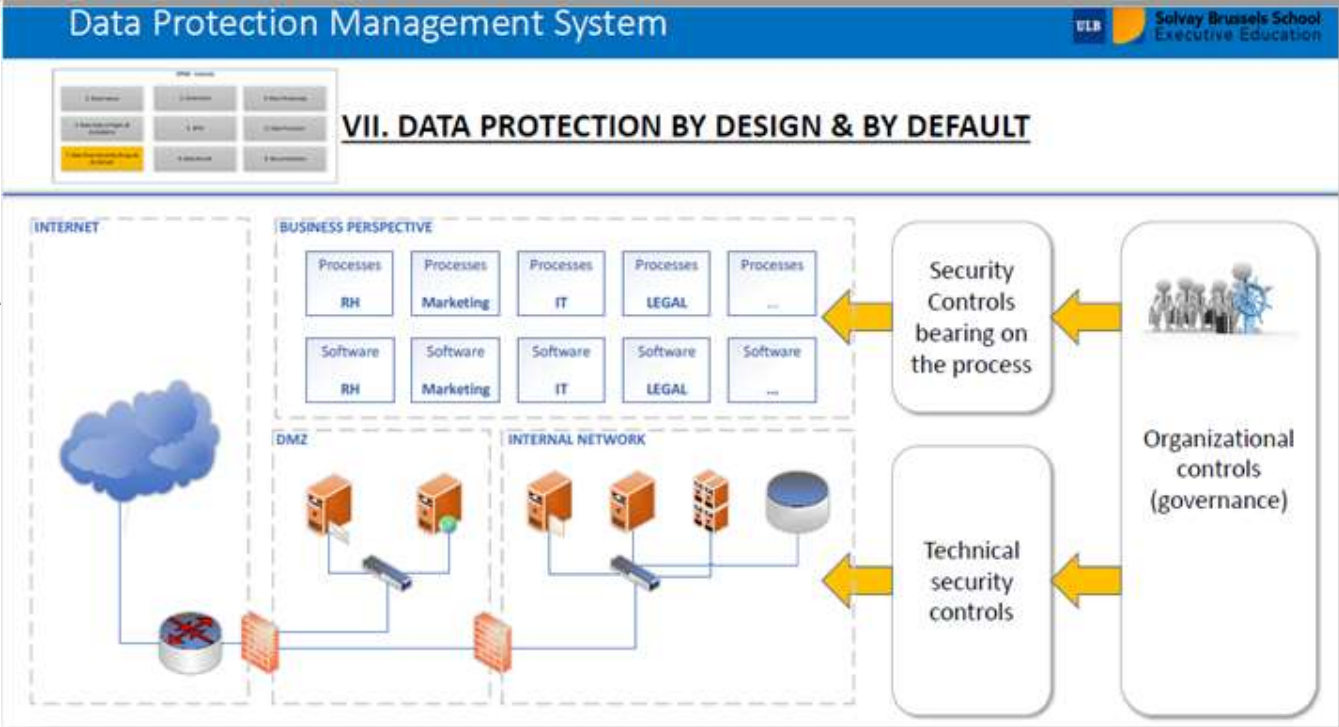 Data Protection Management System
ULB
Solvay Brussels School
Executive Education
VII. DATA PROTECTION BY DESIGN & BY DEFAULT
INTERNET
BUSINESS PERSPECTIVE
Processes
RH
Processes
Marketing
Processes
IT
Processes
LEGAL
Processes
...
Software
RH
Software
Marketing
Software
IT
Software
LEGAL
Software
...
DMZ
INTERNAL NETWORK
Security
Controls
bearing on
the process
Technical
security
controls
Organizational
controls
(governance)